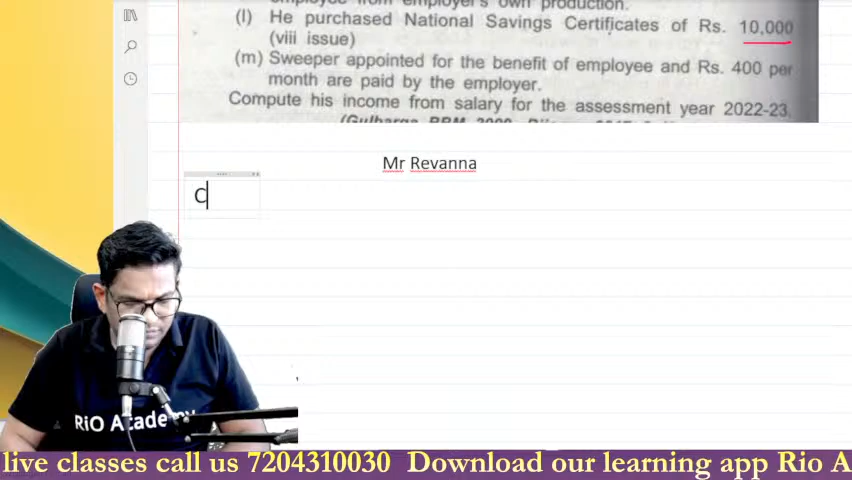 employee from employer's own production.
(l) He purchased National Savings Certificates of Rs. 10,000
(viii issue)
(m) Sweeper appointed for the benefit of employee and Rs. 400 per
month are paid by the employer.
Compute his income from salary for the assessment year 2022-23.
(Gulbarga BBM 2009,
Mr Revanna
c
RiO Academy
live classes call us 7204310030 Download our learning app Rio A